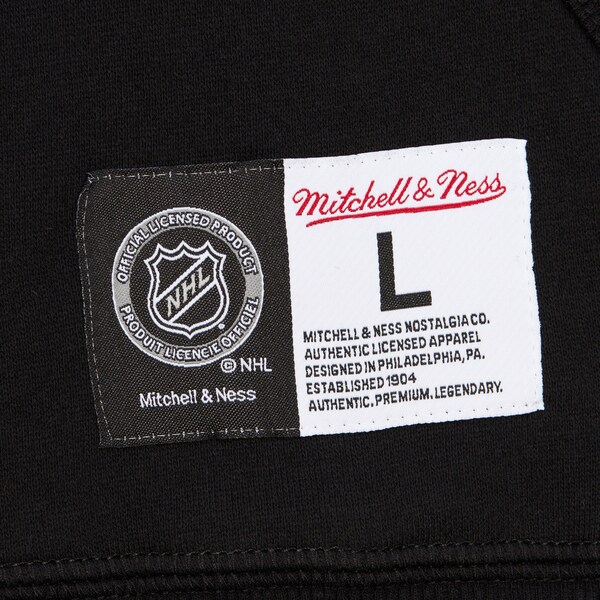 OFFICIAL LICENSED PRODUCT
NHL
PRODUIT LICENCIE OFFICIEL
© NHL
Mitchell & Ness
Mitchell & Ness
L
MITCHELL & NESS NOSTALGIA CO.
AUTHENTIC LICENSED APPAREL
DESIGNED IN PHILADELPHIA, PA.
ESTABLISHED 1904
AUTHENTIC. PREMIUM. LEGENDARY.